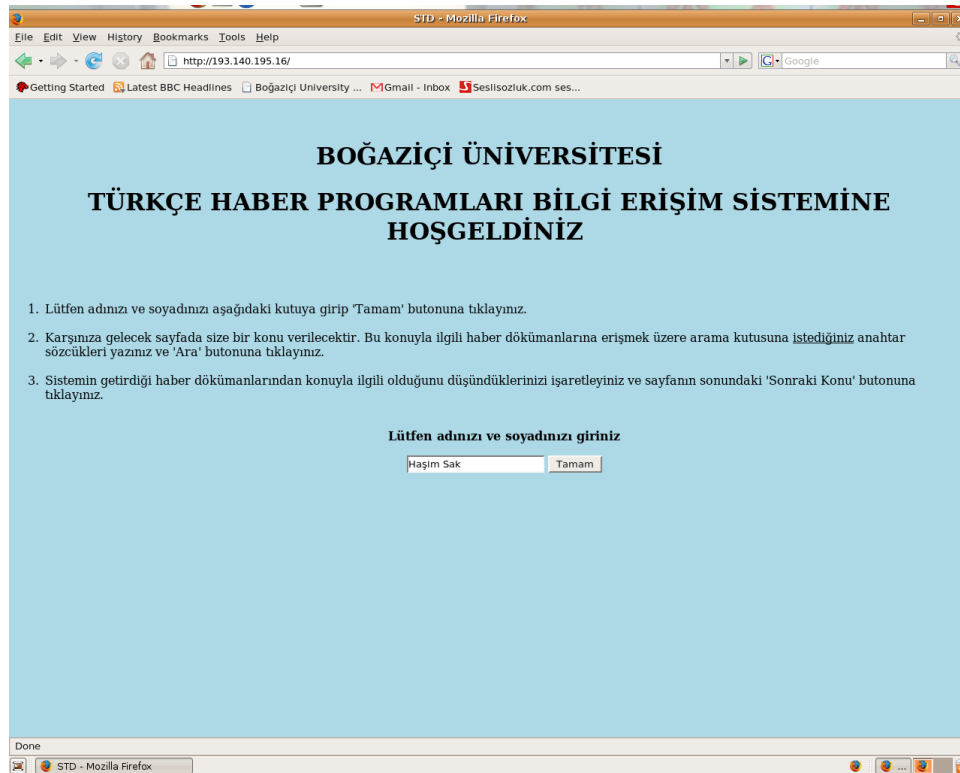 STD - Mozilla Firefox
File Edit View History Bookmarks Tools Help
http://193.140.195.16/
G Google
Getting Started Latest BBC Headlines Boğaziçi University ... Gmail - Inbox Seslisozluk.com ses...
BOĞAZİÇİ ÜNİVERSİTESİ
TÜRKÇE HABER PROGRAMLARI BİLGİ ERİŞİM SİSTEMİNE
HOŞGELDİNİZ
1. Lütfen adınızı ve soyadınızı aşağıdaki kutuya girip 'Tamam' butonuna tıklayınız.
2. Karşınıza gelecek sayfada size bir konu verilecektir. Bu konuyla ilgili haber dökümanlarına erişmek üzere arama kutusuna istediğiniz anahtar
sözcükleri yazınız ve 'Ara' butonuna tıklayınız.
3. Sistemin getirdiği haber dökümanlarından konuyla ilgili olduğunu düşündüklerinizi işaretleyiniz ve sayfanın sonundaki 'Sonraki Konu' butonuna
tıklayınız.
Lütfen adınızı ve soyadınızı giriniz
Haşim Sak Tamam
Done
STD - Mozilla Firefox ...